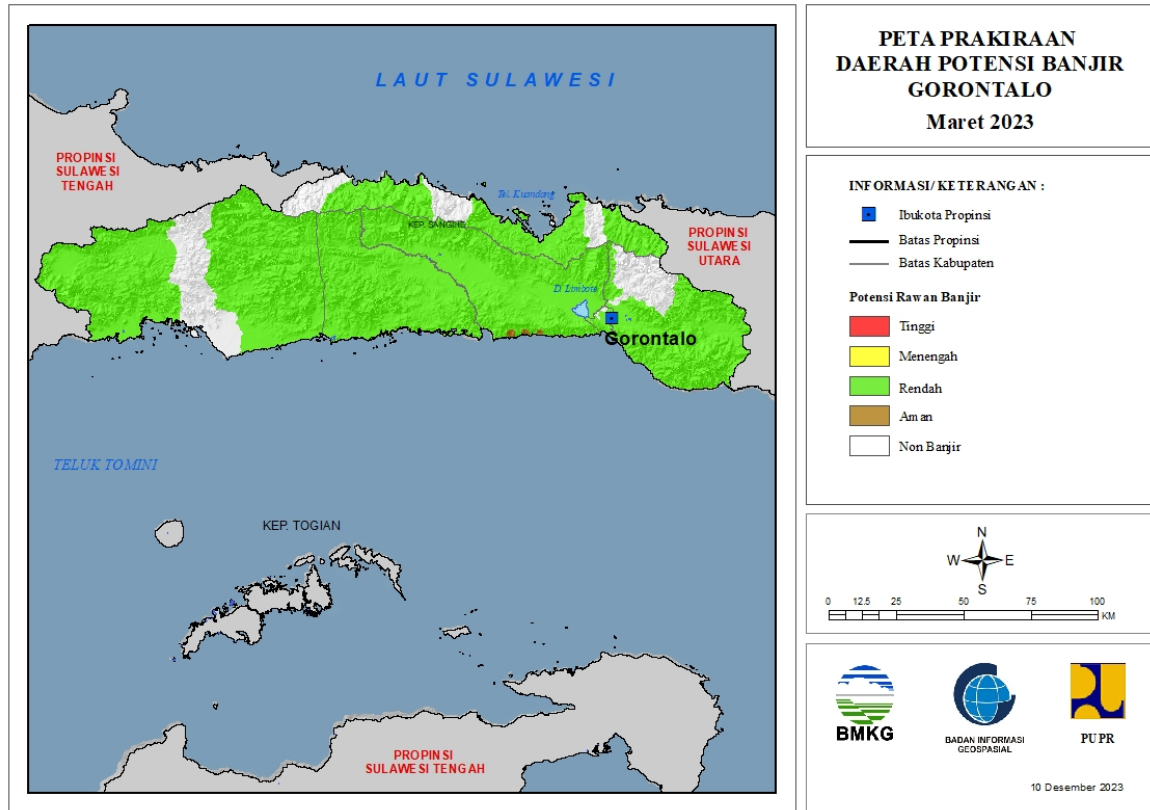 LAUT SULAWESI
PROPINSI
SULAWESI
TENGAH
Tel. Kuandang
KEP. SANGIHE
PROPINSI
SULAWESI
UTARA
D. Limboto
Gorontalo
TELUK TOMINI
KEP. TOGIAN
PROPINSI
SULAWESI TENGAH
PETA PRAKIRAAN
DAERAH POTENSI BANJIR
GORONTALO
Maret 2023
INFORMASI/ KETERANGAN :
Ibukota Propinsi
Batas Propinsi
Batas Kabupaten
Potensi Rawan Banjir
Tinggi
Menengah
Rendah
Aman
Non Banjir
N
W E
S
0 12.5 25 50 75 100
KM
BMKG
BADAN INFORMASI
GEOSPASIAL
PUPR
10 Desember 2023